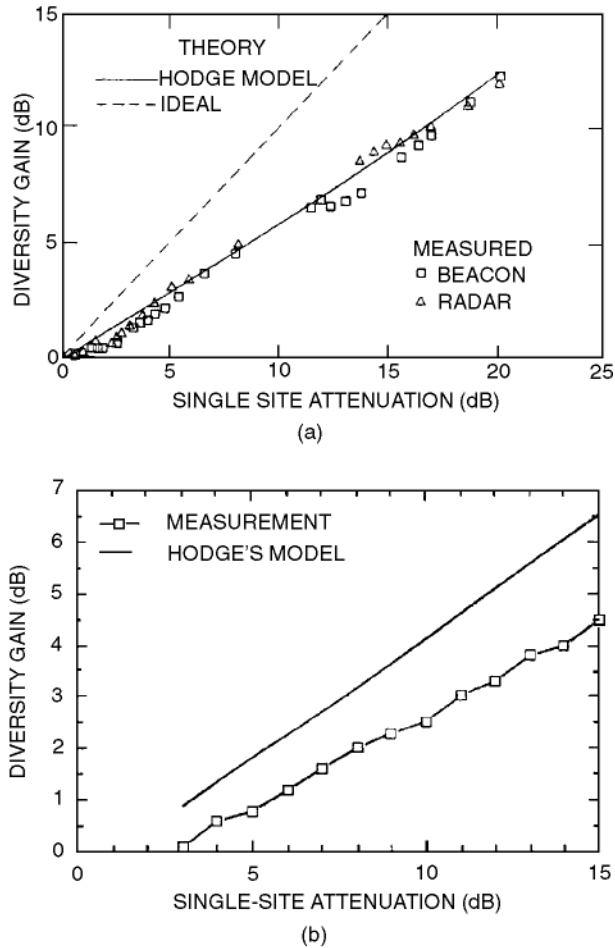 15
THEORY
HODGE MODEL
IDEAL
10
DIVERSITY GAIN (dB)
5
MEASURED
BEACON
RADAR
0
0 5 10 15 20 25
SINGLE SITE ATTENUATION (dB)
(a)
7
MEASUREMENT
6
HODGE'S MODEL
5
4
DIVERSITY GAIN (dB)
3
2
1
0
0 5 10 15
SINGLE-SITE ATTENUATION (dB)
(b)